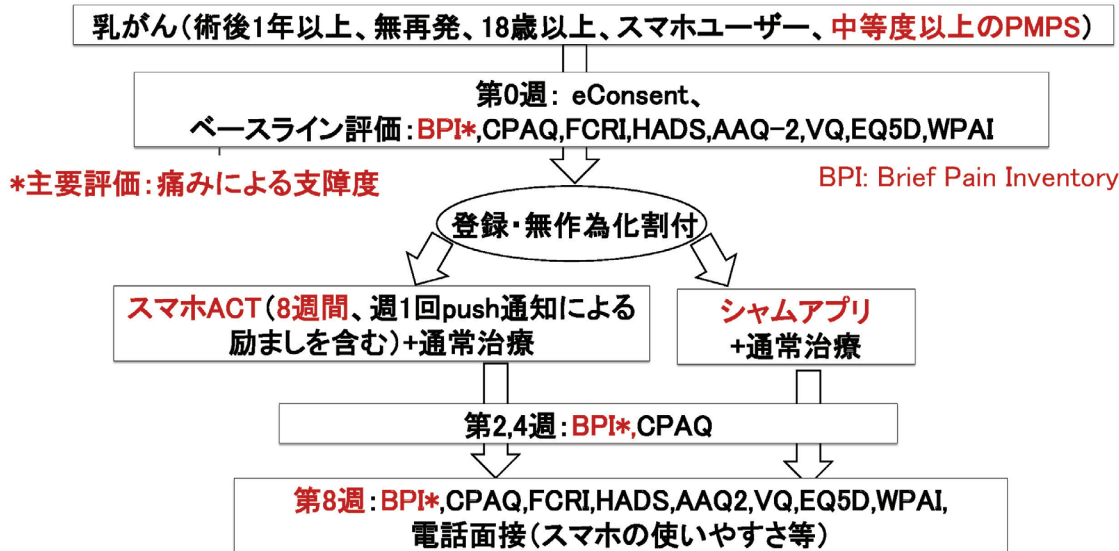 乳がん(術後1年以上、無再発、18歳以上、スマホユーザー、中等度以上のPMPS)
第0週： eConsent、
ベースライン評価：BPI*,CPAQ,FCRI,HADS,AAQ-2,VQ,EQ5D,WPAI
*主要評価：痛みによる支障度
BPI: Brief Pain Inventory
登録・無作為化割付
スマホACT(8週間、週1回push通知による
励ましを含む)+通常治療
シャムアプリ
+通常治療
第2,4週：BPI*,CPAQ
第8週：BPI*,CPAQ,FCRI,HADS,AAQ2,VQ,EQ5D,WPAI,
電話面接(スマホの使いやすさ等)